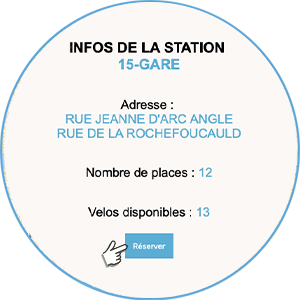 INFOS DE LA STATION
15-GARE
Adresse :
RUE JEANNE D'ARC ANGLE
RUE DE LA ROCHEFOUCAULD
Nombre de places : 12
Velos disponibles : 13
Réserver